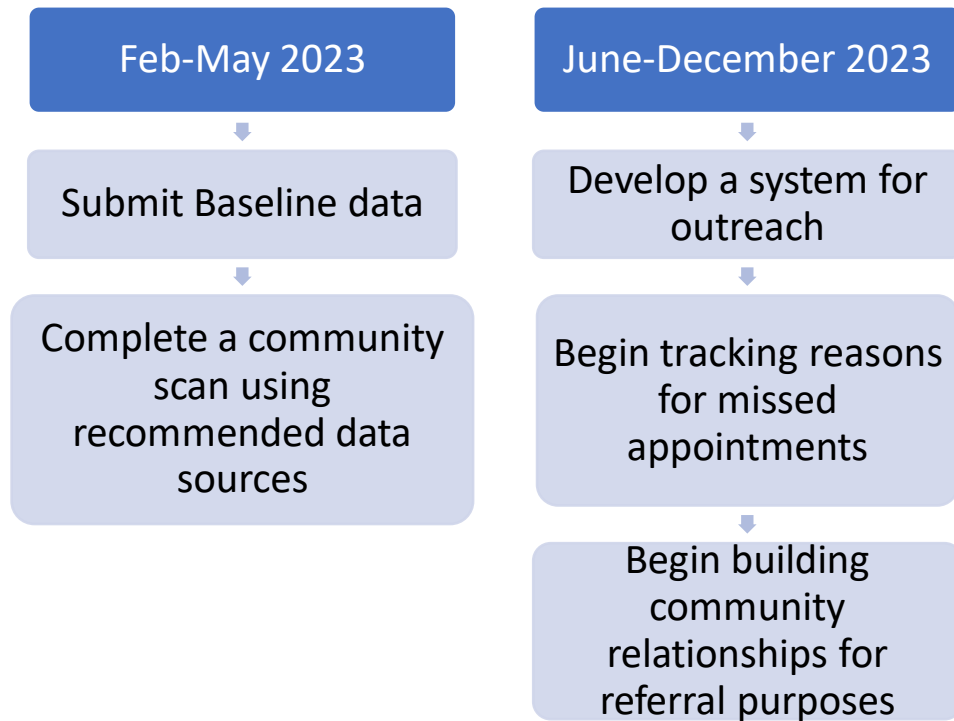 Feb-May 2023
Submit Baseline data
Complete a community
scan using
recommended data
sources
June-December 2023
Develop a system for
outreach
Begin tracking reasons
for missed
appointments
Begin building
community
relationships for
referral purposes